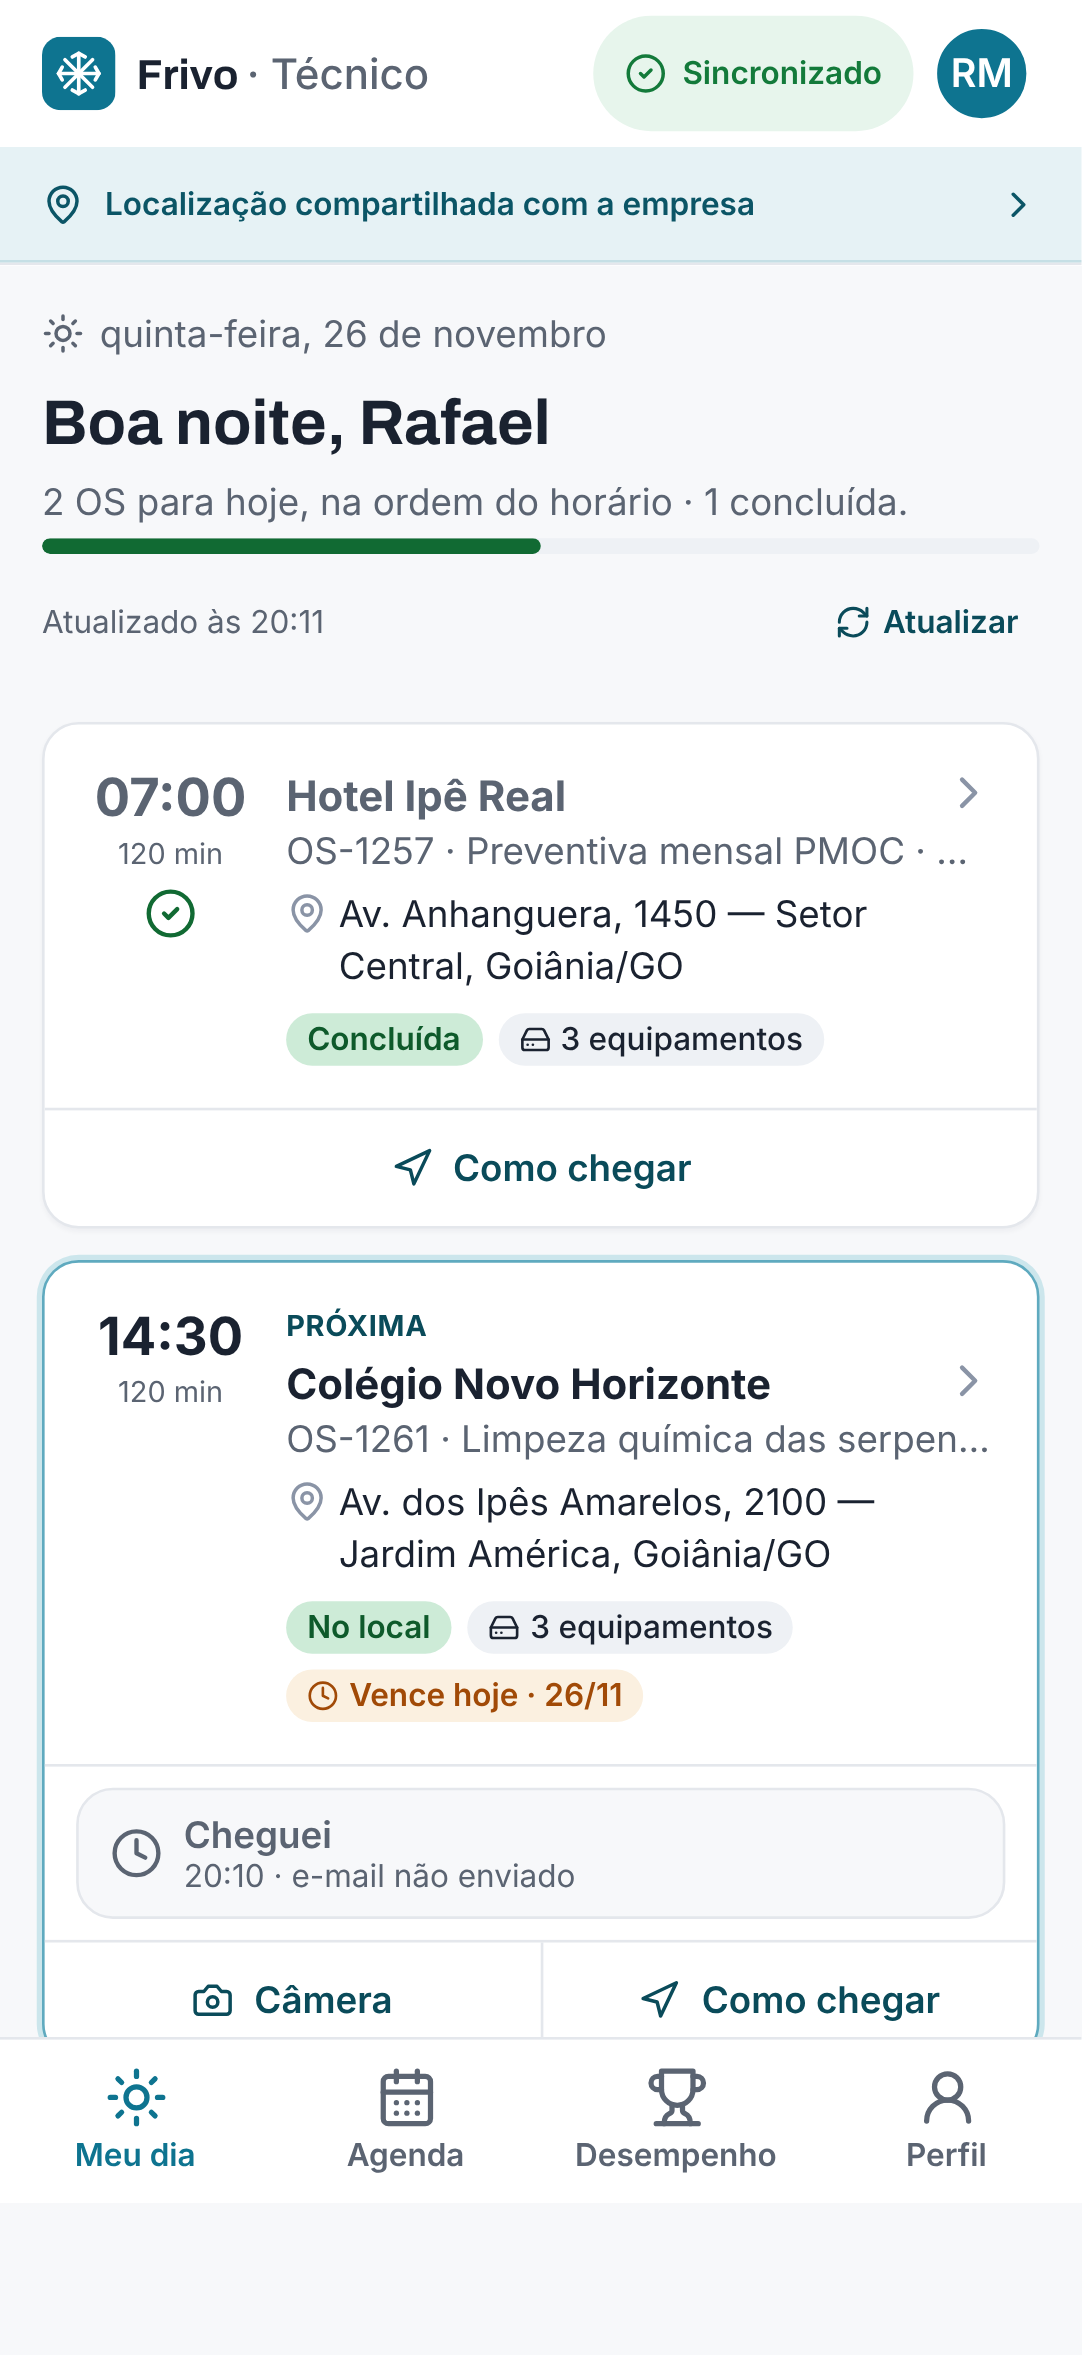 Frivo · Técnico
Sincronizado
RM
Localização compartilhada com a empresa
quinta-feira, 26 de novembro
Boa noite, Rafael
2 OS para hoje, na ordem do horário · 1 concluída.
Atualizado às 20:11
Atualizar
07:00
120 min
Hotel Ipê Real
OS-1257 · Preventiva mensal PMOC · ...
Av. Anhanguera, 1450 — Setor
Central, Goiânia/GO
Concluída
3 equipamentos
Como chegar
14:30
120 min
PRÓXIMA
Colégio Novo Horizonte
OS-1261 · Limpeza química das serpen...
Av. dos Ipês Amarelos, 2100 —
Jardim América, Goiânia/GO
No local
3 equipamentos
Vence hoje · 26/11
Cheguei
20:10 · e-mail não enviado
Câmera
Como chegar
Meu dia
Agenda
Desempenho
Perfil